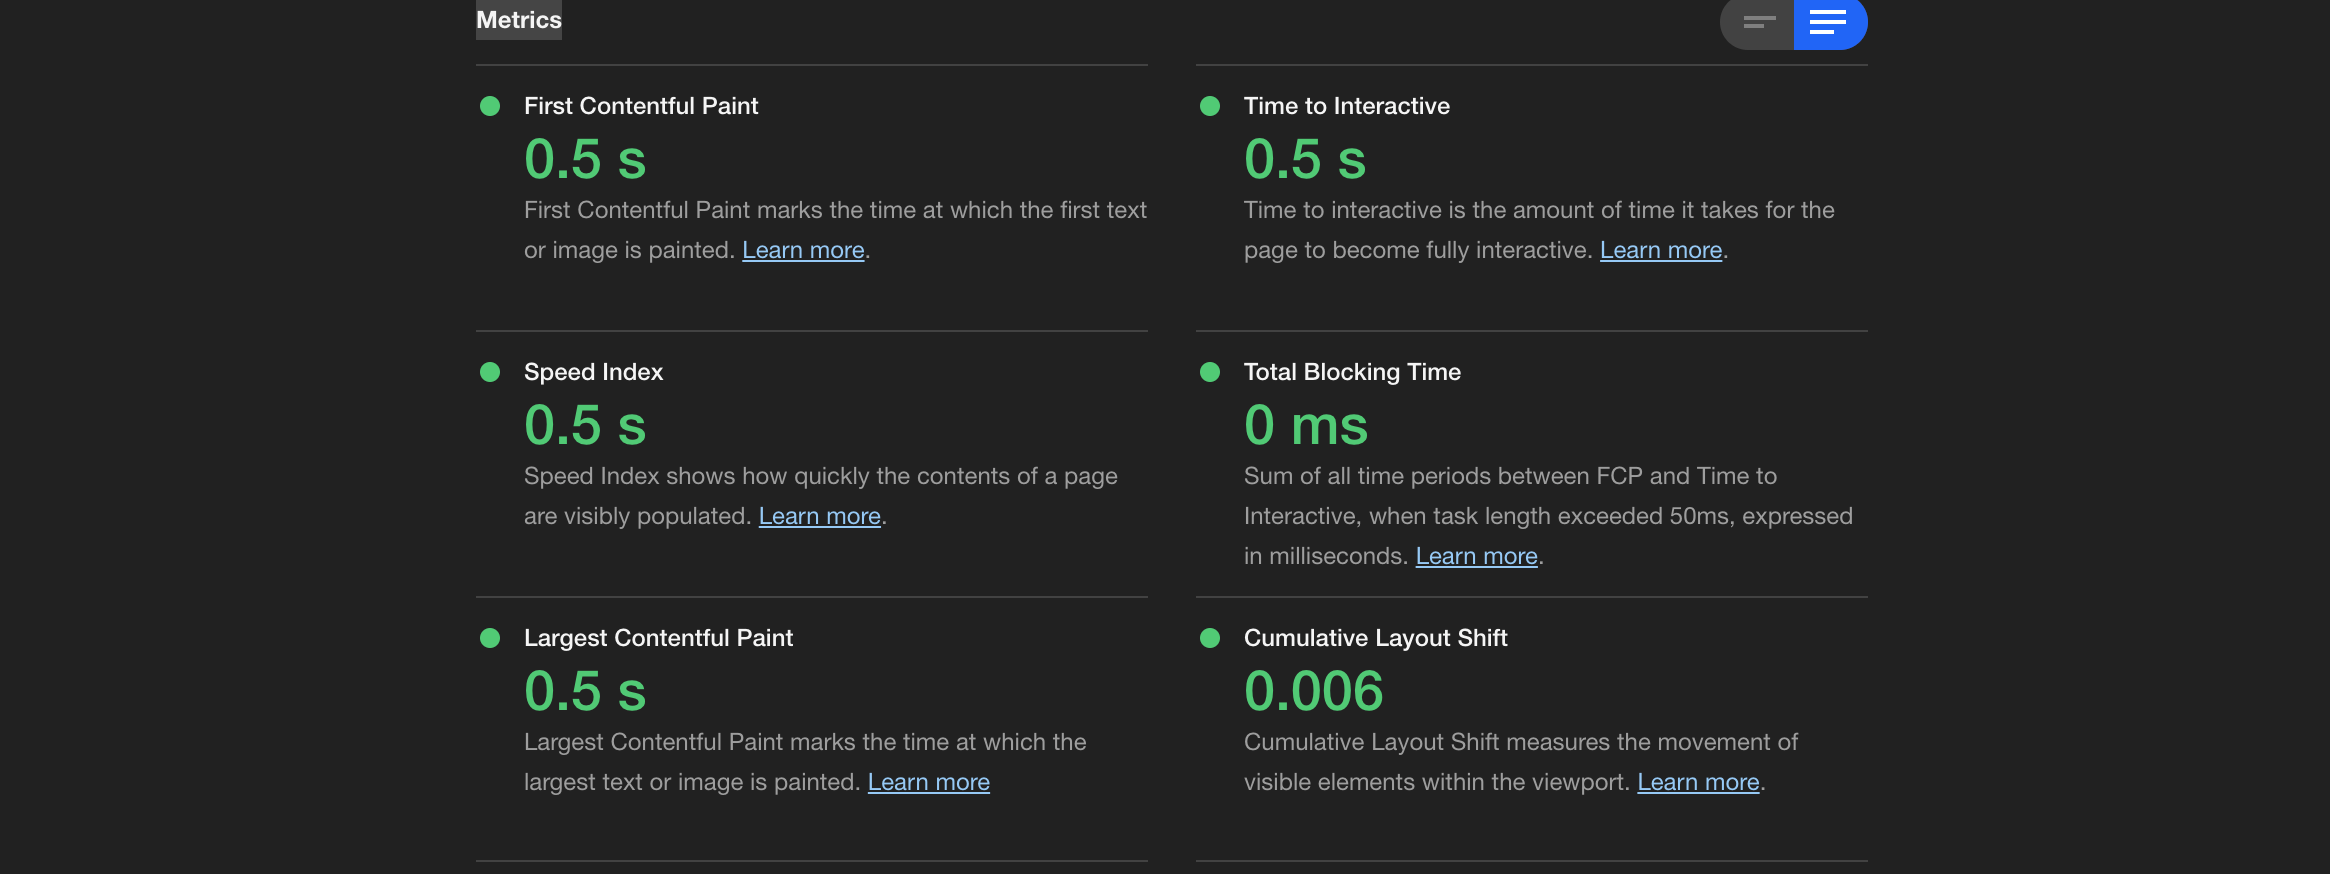 Metrics
First Contentful Paint
0.5 s
First Contentful Paint marks the time at which the first text
or image is painted. Learn more.
Time to Interactive
0.5 s
Time to interactive is the amount of time it takes for the
page to become fully interactive. Learn more.
Speed Index
0.5 s
Speed Index shows how quickly the contents of a page
are visibly populated. Learn more.
Total Blocking Time
0 ms
Sum of all time periods between FCP and Time to
Interactive, when task length exceeded 50ms, expressed
in milliseconds. Learn more.
Largest Contentful Paint
0.5 s
Largest Contentful Paint marks the time at which the
largest text or image is painted. Learn more
Cumulative Layout Shift
0.006
Cumulative Layout Shift measures the movement of
visible elements within the viewport. Learn more.